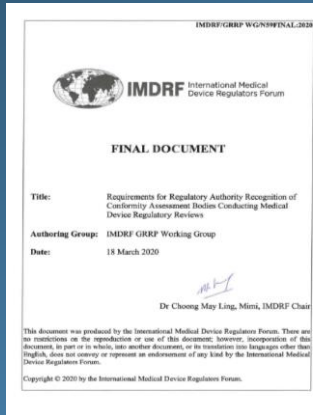 IMDRF/GRRP WG/N59FINAL:2020
IMDRF International Medical
Device Regulators Forum
FINAL DOCUMENT
Title: Requirements for Regulatory Authority Recognition of
Conformity Assessment Bodies Conducting Medical
Device Regulatory Reviews
Authoring Group: IMDRF GRRP Working Group
Date: 18 March 2020
Dr Choong May Ling, Mimi, IMDRF Chair
This document was produced by the International Medical Device Regulators Forum. There are
no restrictions on the reproduction or use of this document; however, incorporation of this
document, in part or in whole, into another document, or its translation into languages other than
English, does not convey or represent an endorsement of any kind by the International Medical
Device Regulators Forum.
Copyright © 2020 by the International Medical Device Regulators Forum.